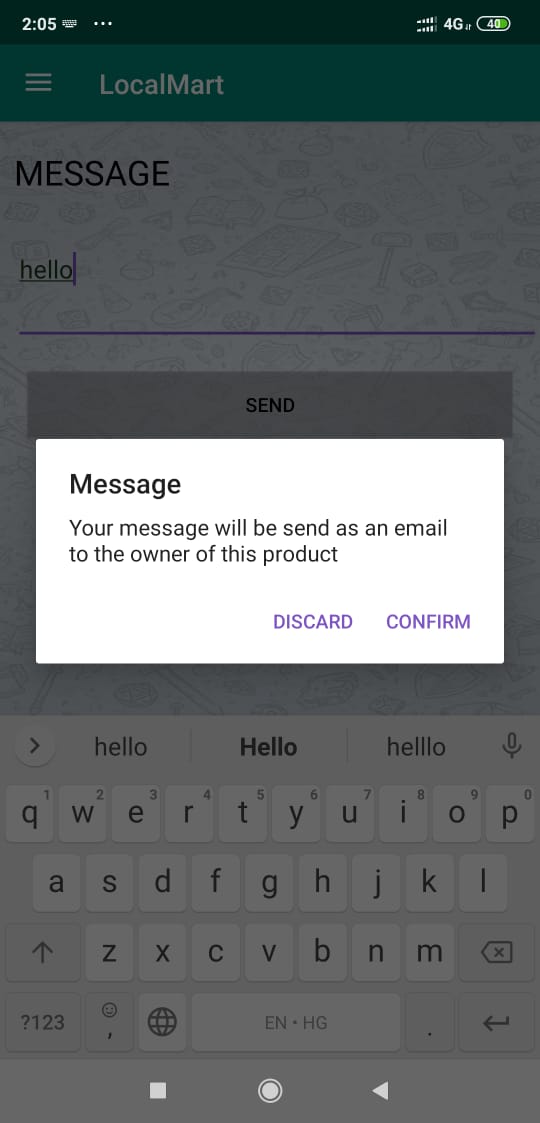 2:05 ... 4G 40
LocalMart
MESSAGE
hello
SEND
Message
Your message will be send as an email
to the owner of this product
DISCARD CONFIRM
hello Hello helllo
1 2 3 4 5 6 7 8 9 0
q w e r t y u i o p
a s d f g h j k l
z x c v b n m
?123 , EN • HG .